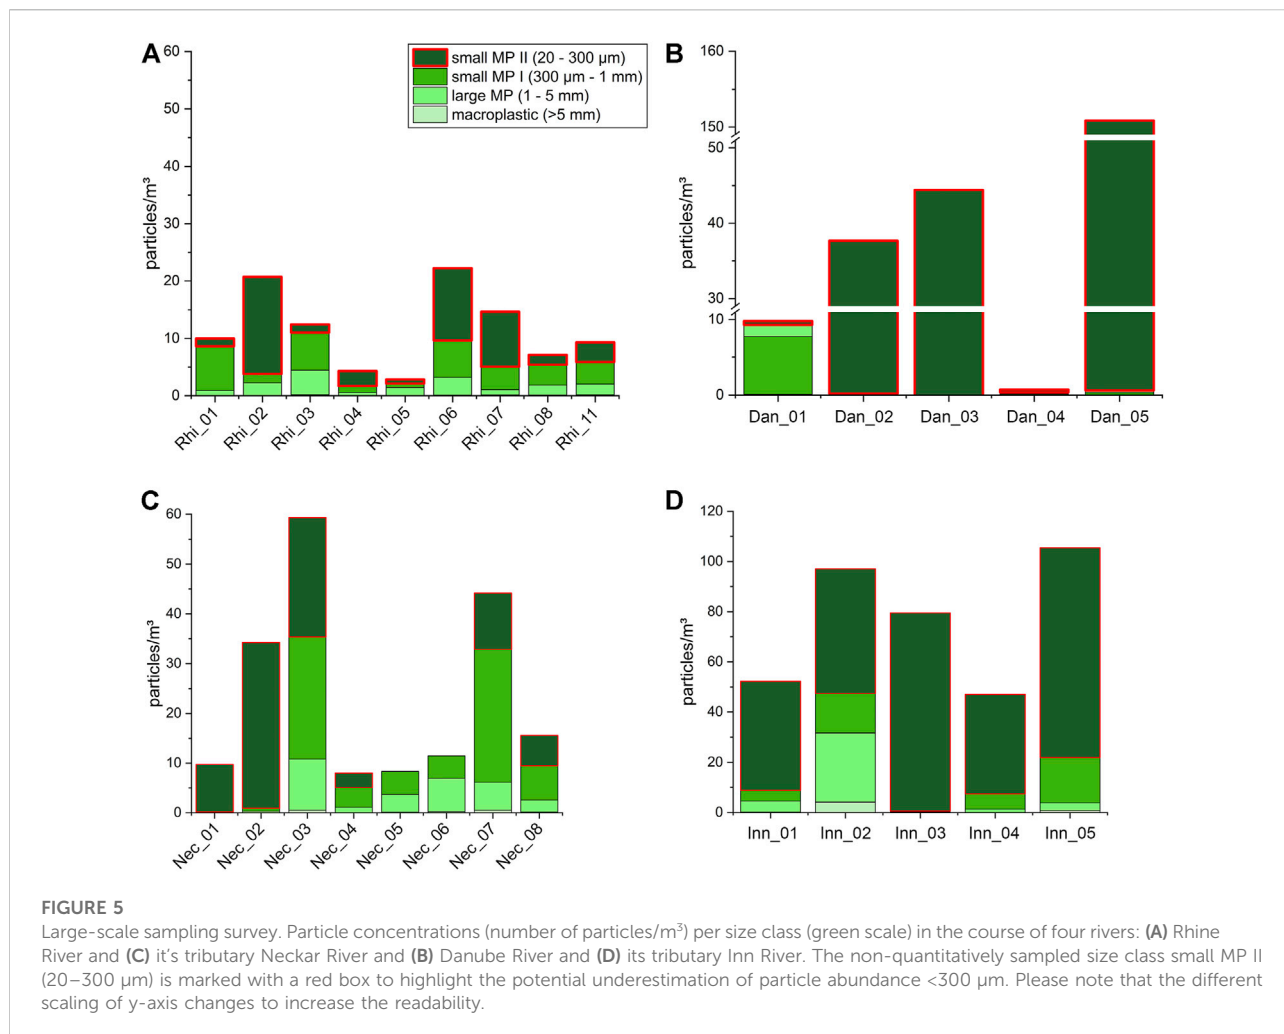 A
60
50
40
30
20
10
0
particles/m³
small MP II (20 - 300 µm)
small MP I (300 µm - 1 mm)
large MP (1 - 5 mm)
macroplastic (>5 mm)
Rhi_01
Rhi_02
Rhi_03
Rhi_04
Rhi_05
Rhi_06
Rhi_07
Rhi_08
Rhi_11
B
160
150
50
40
30
10
0
particles/m³
Dan_01
Dan_02
Dan_03
Dan_04
Dan_05
C
60
50
40
30
20
10
0
particles/m³
Nec_01
Nec_02
Nec_03
Nec_04
Nec_05
Nec_06
Nec_07
Nec_08
D
120
100
80
60
40
20
0
particles/m³
Inn_01
Inn_02
Inn_03
Inn_04
Inn_05
FIGURE 5
Large-scale sampling survey. Particle concentrations (number of particles/m³) per size class (green scale) in the course of four rivers: (A) Rhine
River and (C) it's tributary Neckar River and (B) Danube River and (D) its tributary Inn River. The non-quantitatively sampled size class small MP II
(20–300 µm) is marked with a red box to highlight the potential underestimation of particle abundance <300 µm. Please note that the different
scaling of y-axis changes to increase the readability.